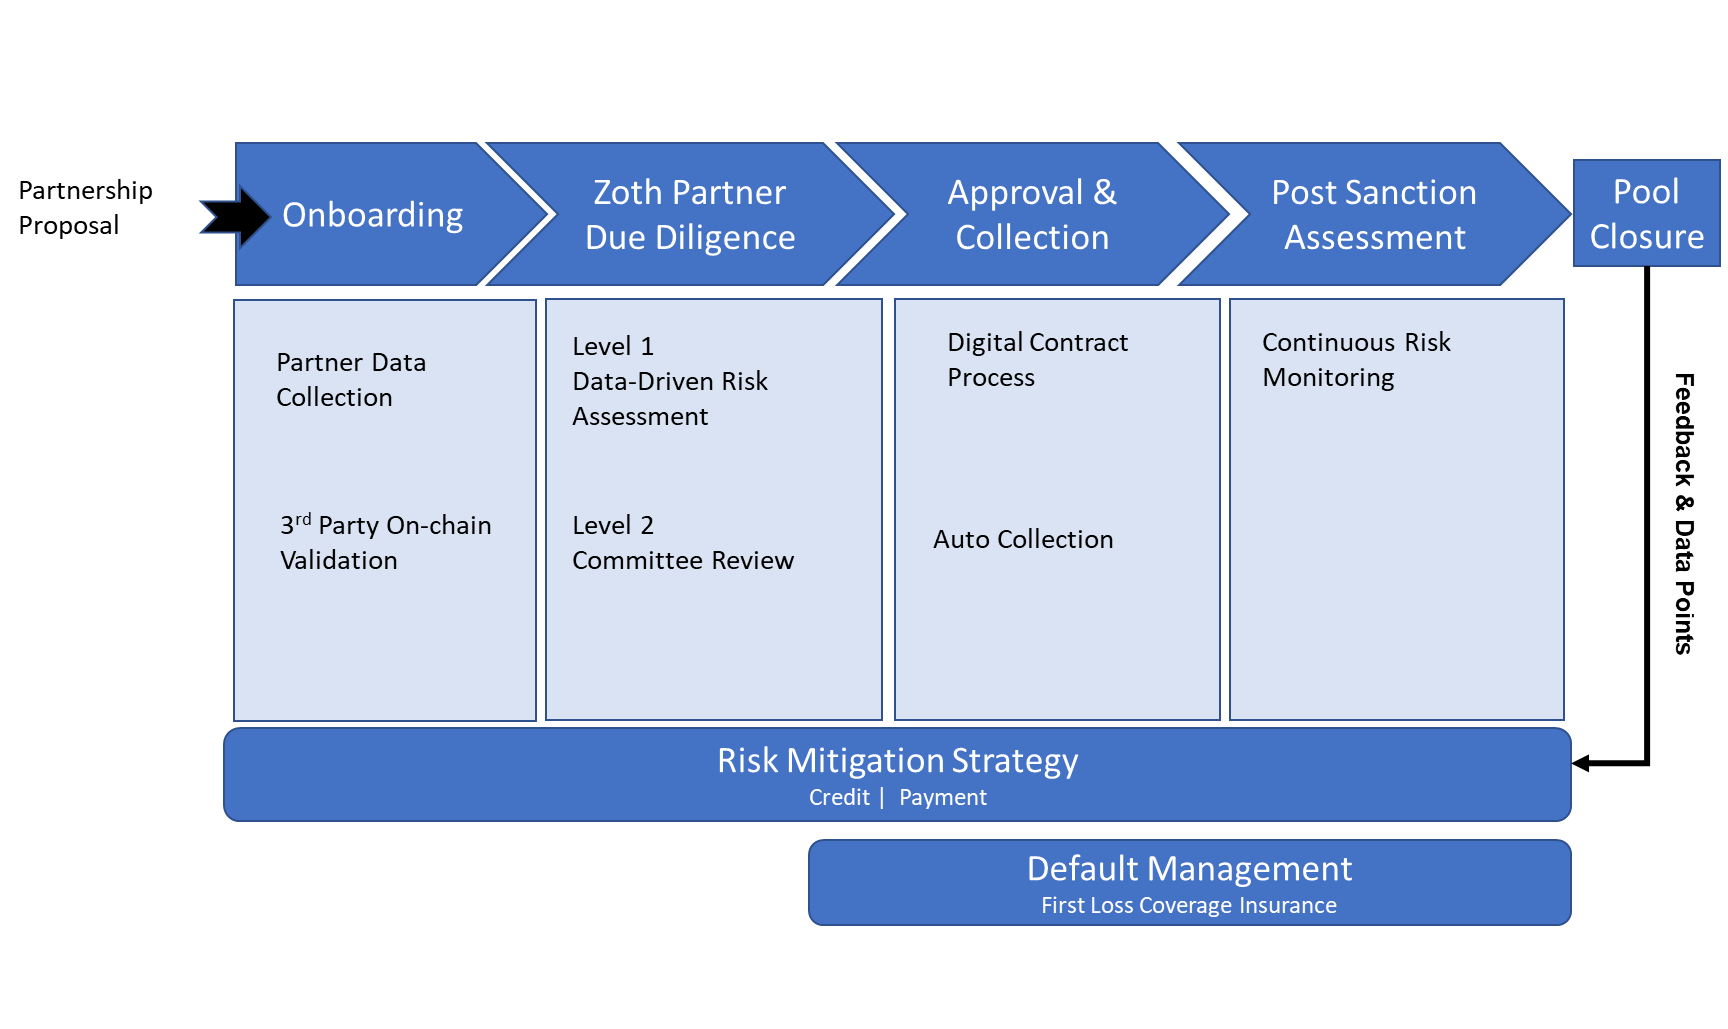 Partnership
Proposal
Onboarding
Zoth Partner
Due Diligence
Approval &
Collection
Post Sanction
Assessment
Pool
Closure
Partner Data
Collection
3rd Party On-chain
Validation
Level 1
Data-Driven Risk
Assessment
Level 2
Committee Review
Digital Contract
Process
Auto Collection
Continuous Risk
Monitoring
Feedback & Data Points
Risk Mitigation Strategy
Credit | Payment
Default Management
First Loss Coverage Insurance